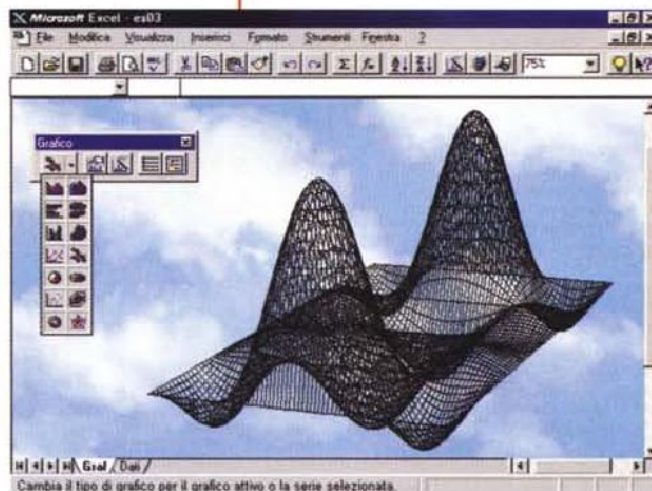 Microsoft Excel - es03
File Modifica Visualizza Inserisci Formato Strumenti Finestra ?
75%
Grafico
Graf Dati
Cambia il tipo di grafico per il grafico attivo o la serie selezionata.